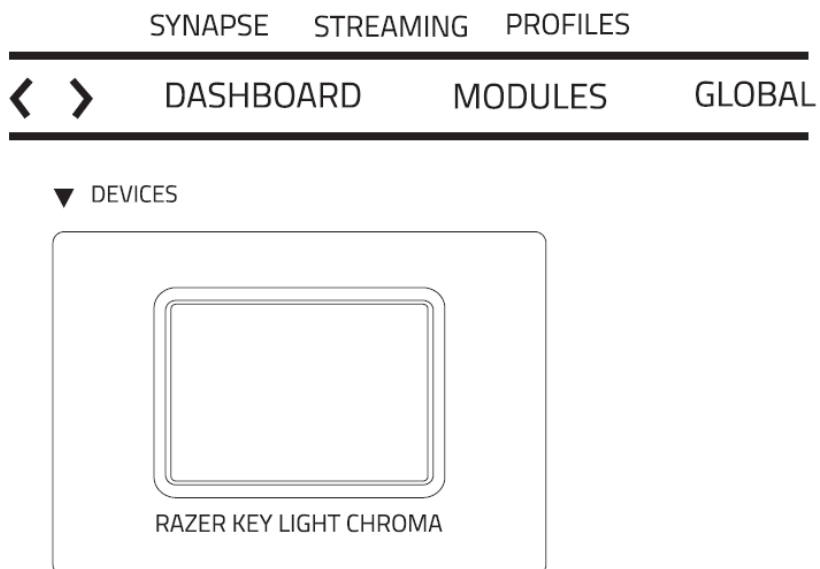 SYNAPSE STREAMING PROFILES
DASHBOARD MODULES GLOBAL
DEVICES
RAZER KEY LIGHT CHROMA